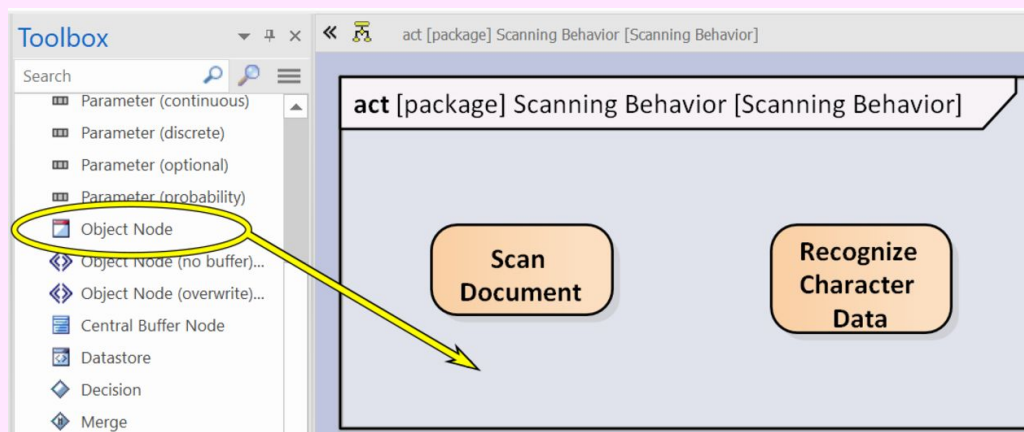 Toolbox
Search
Parameter (continuous)
Parameter (discrete)
Parameter (optional)
Parameter (probability)
Object Node
Object Node (no buffer)...
Object Node (overwrite)...
Central Buffer Node
Datastore
Decision
Merge
act [package] Scanning Behavior [Scanning Behavior]
act [package] Scanning Behavior [Scanning Behavior]
Scan
Document
Recognize
Character
Data